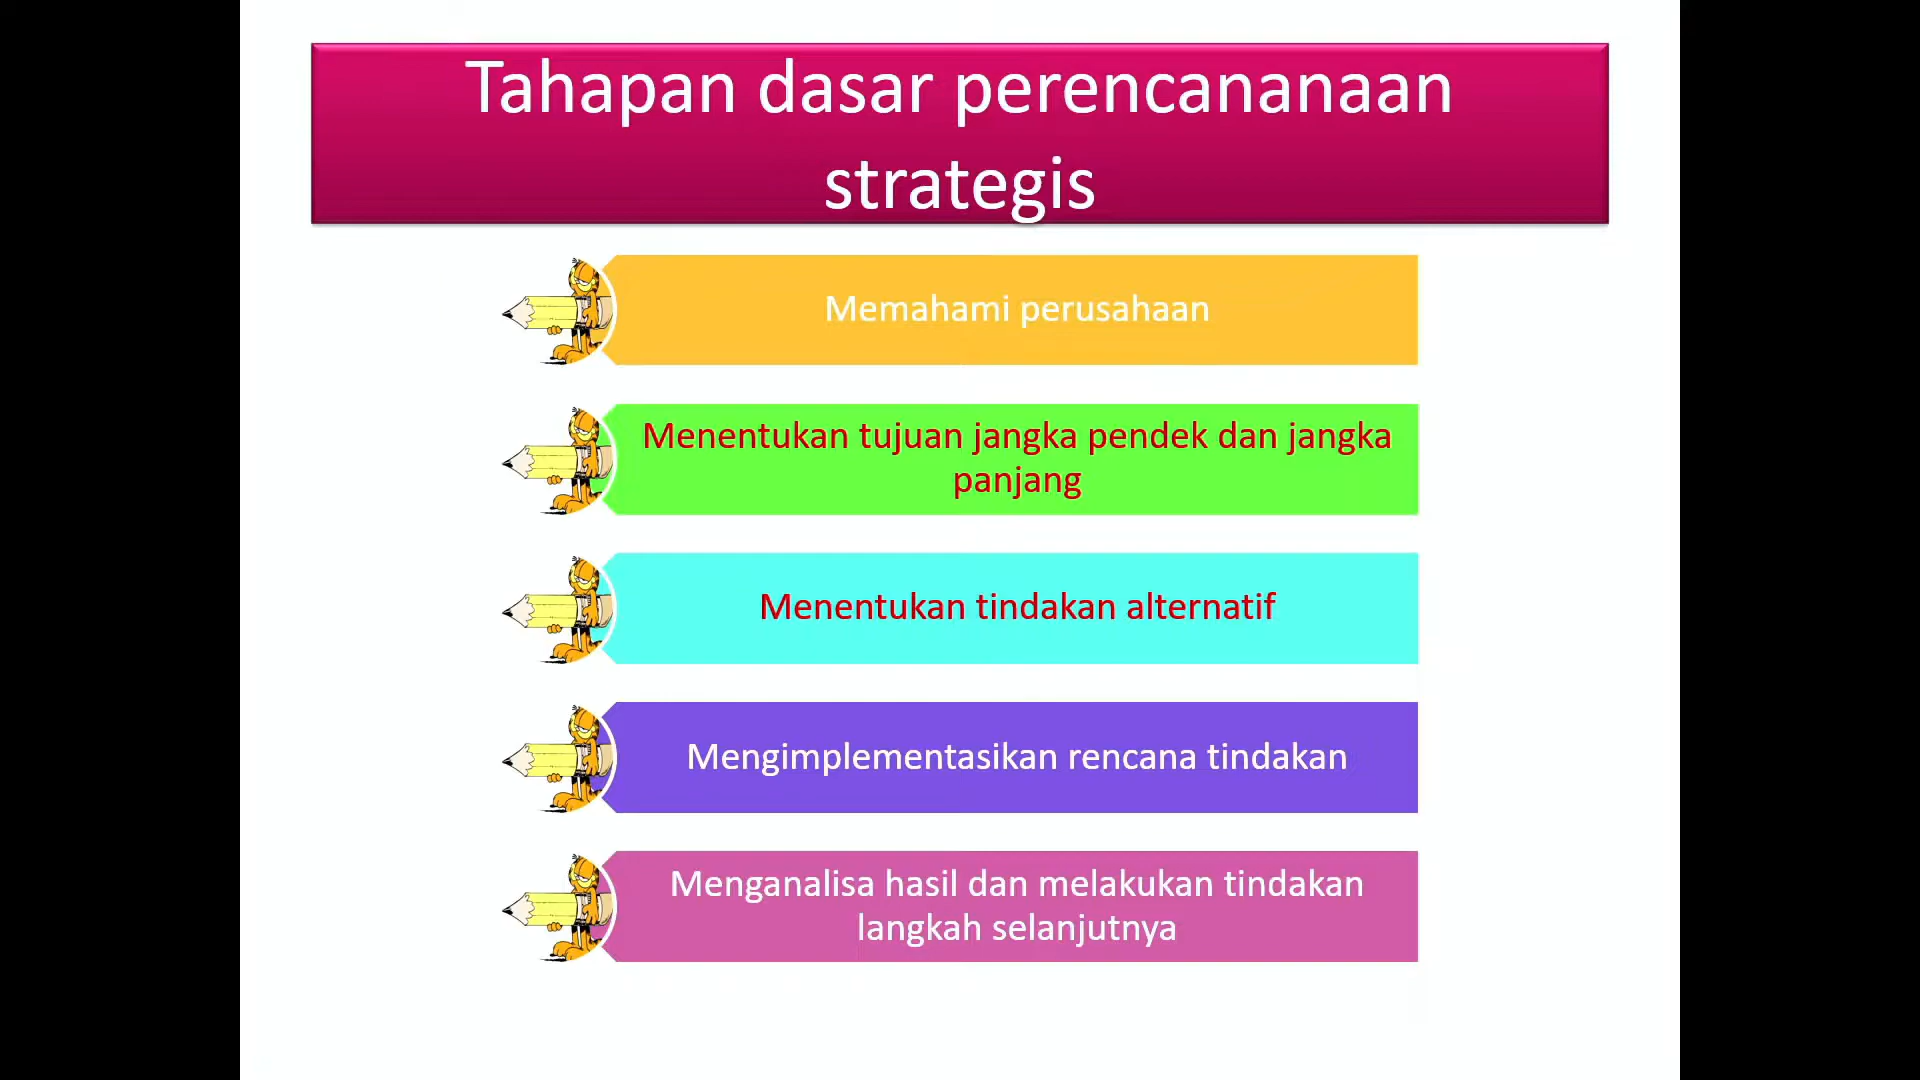 Tahapan dasar perencananaan
strategis
Memahami perusahaan
Menentukan tujuan jangka pendek dan jangka
panjang
Menentukan tindakan alternatif
Mengimplementasikan rencana tindakan
Menganalisa hasil dan melakukan tindakan
langkah selanjutnya